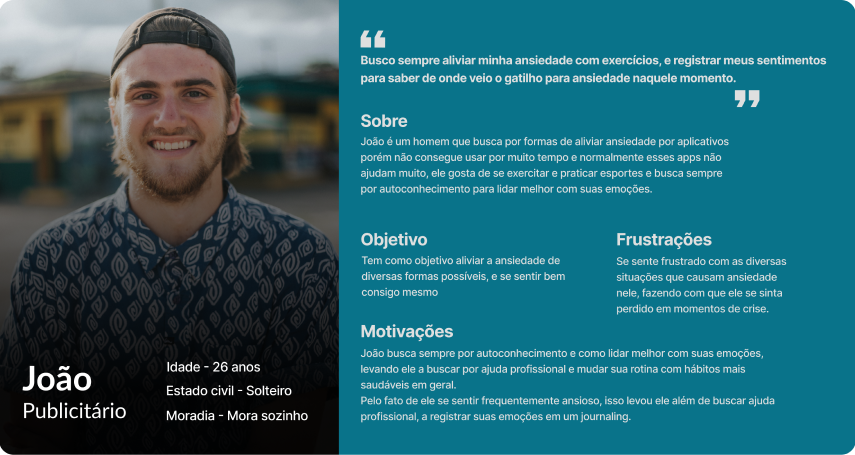 João
Publicitário
Idade - 26 anos
Estado civil - Solteiro
Moradia - Mora sozinho
“
Busco sempre aliviar minha ansiedade com exercícios, e registrar meus sentimentos
para saber de onde veio o gatilho para ansiedade naquele momento.
”
Sobre
João é um homem que busca por formas de aliviar ansiedade por aplicativos
porém não consegue usar por muito tempo e normalmente esses apps não
ajudam muito, ele gosta de se exercitar e praticar esportes e busca sempre
por autoconhecimento para lidar melhor com suas emoções.
Objetivo
Tem como objetivo aliviar a ansiedade de
diversas formas possíveis, e se sentir bem
consigo mesmo
Frustrações
Se sente frustrado com as diversas
situações que causam ansiedade
nele, fazendo com que ele se sinta
perdido em momentos de crise.
Motivações
João busca sempre por autoconhecimento e como lidar melhor com suas emoções,
levando ele a buscar por ajuda profissional e mudar sua rotina com hábitos mais
saudáveis em geral.
Pelo fato de ele se sentir frequentemente ansioso, isso levou ele além de buscar ajuda
profissional, a registrar suas emoções em um journaling.